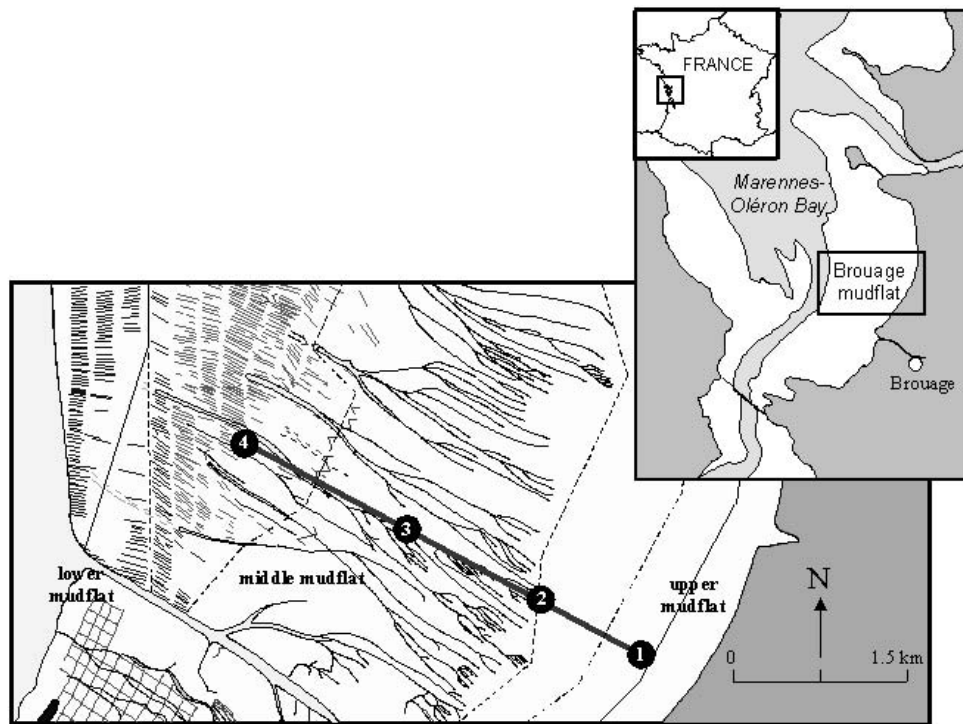 FRANCE
Marennes-
Oléron Bay
Brouage
mudflat
Brouage
4
3
2
1
lower
mudflat
middle mudflat
upper
mudflat
N
0
1.5 km